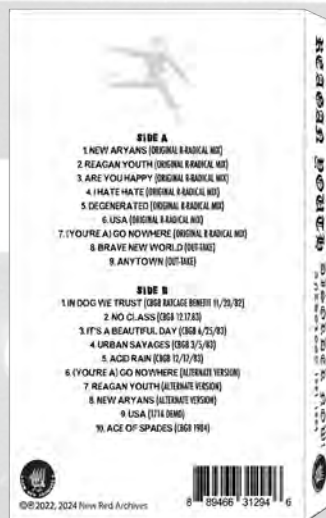 SIDE A
1. NEW ARYANS (ORIGINAL R-RADICAL MIX)
2. REAGAN YOUTH (ORIGINAL R-RADICAL MIX)
3. ARE YOU HAPPY (ORIGINAL R-RADICAL MIX)
4. I HATE HATE (ORIGINAL R-RADICAL MIX)
5. DEGENERATED (ORIGINAL R-RADICAL MIX)
6. USA (ORIGINAL R-RADICAL MIX)
7. (YOU'RE A) GO NOWHERE (ORIGINAL R-RADICAL MIX)
8. BRAVE NEW WORLD (OUT-TAKE)
9. ANYTOWN (OUT-TAKE)
SIDE B
1. IN DOG WE TRUST (CBGB RATCAGE BENEFIT 11/20/82)
2. NO CLASS (CBGB 12.17.83)
3. IT'S A BEAUTIFUL DAY (CBGB 6/25/83)
4. URBAN SAVAGES (CBGB 3/5/83)
5. ACID RAIN (CBGB 12/17/83)
6. (YOU'RE A) GO NOWHERE (ALTERNATE VERSION)
7. REAGAN YOUTH (ALTERNATE VERSION)
8. NEW ARYANS (ALTERNATE VERSION)
9. USA (1714 DEMO)
10. ACE OF SPADES (CBGB 1984)
©℗2022, 2024 New Red Archives
8 89466 31294 6
REAGAN YOUTH